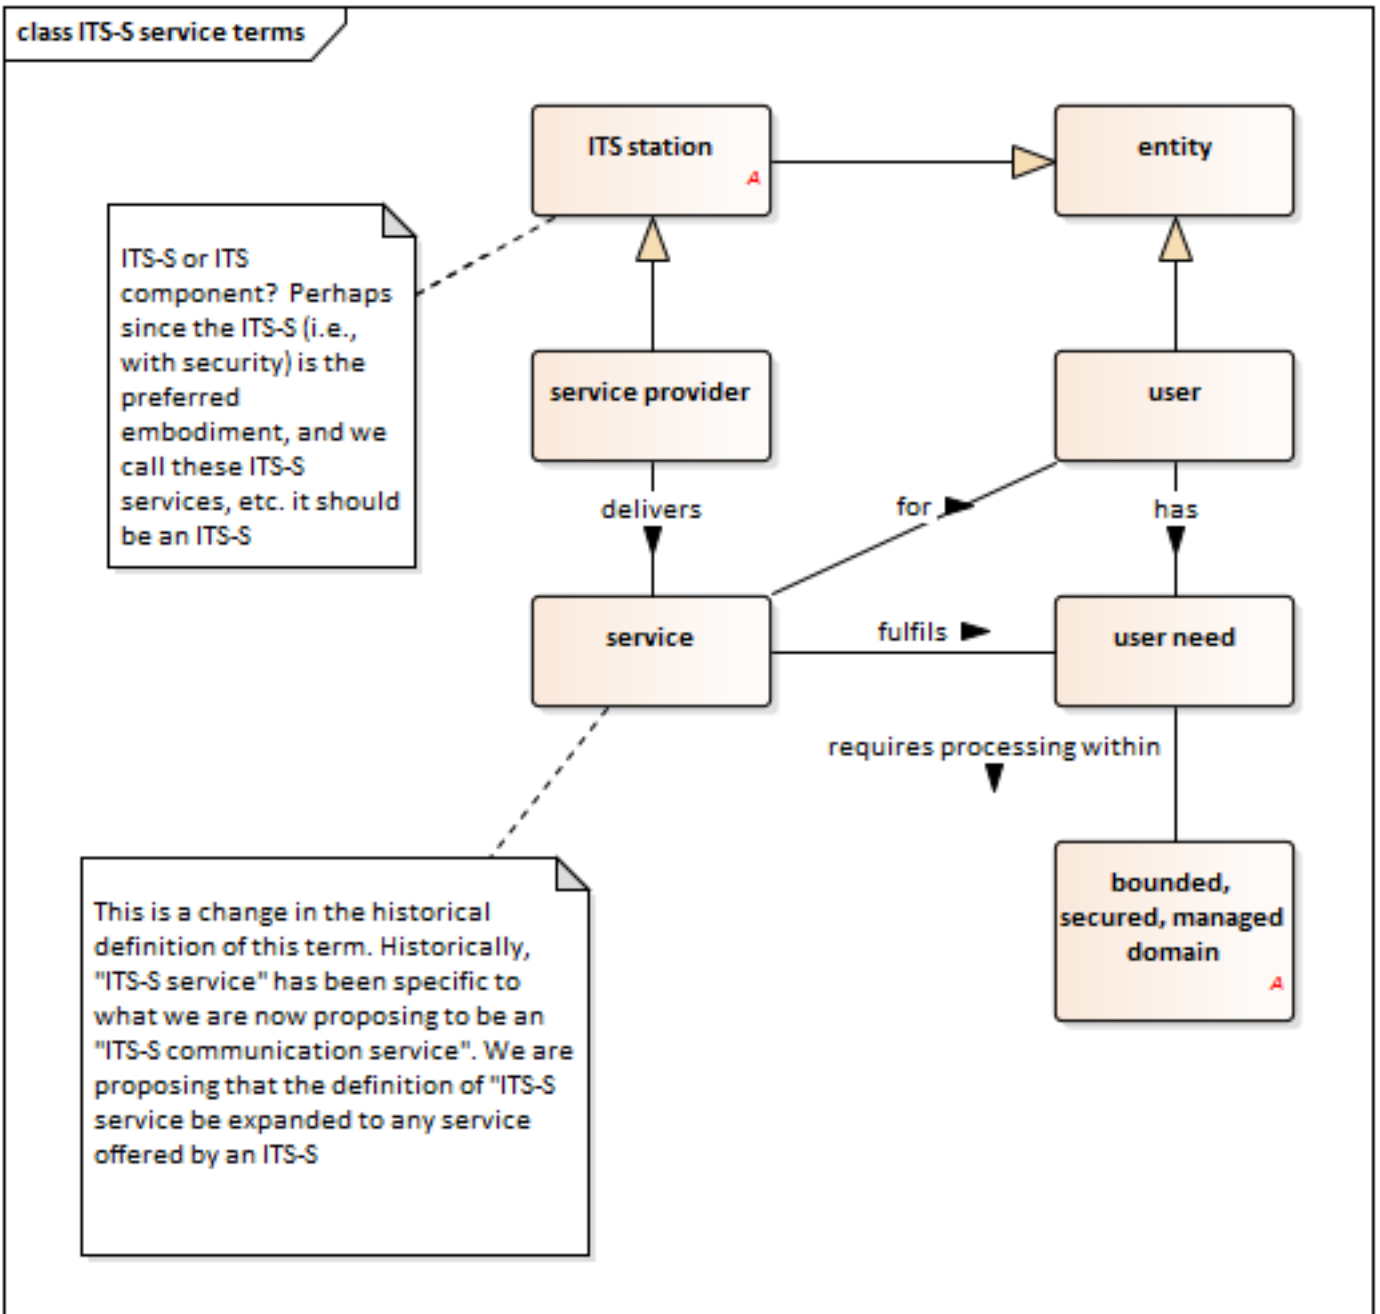 class ITS-S service terms
ITS station
A
entity
ITS-S or ITS
component?  Perhaps
since the ITS-S (i.e.,
with security) is the
preferred
embodiment, and we
call these ITS-S
services, etc. it should
be an ITS-S
service provider
user
delivers
for
has
service
fulfils
user need
requires processing within
bounded,
secured, managed
domain
A
This is a change in the historical
definition of this term. Historically,
"ITS-S service" has been specific to
what we are now proposing to be an
"ITS-S communication service". We are
proposing that the definition of "ITS-S
service be expanded to any service
offered by an ITS-S